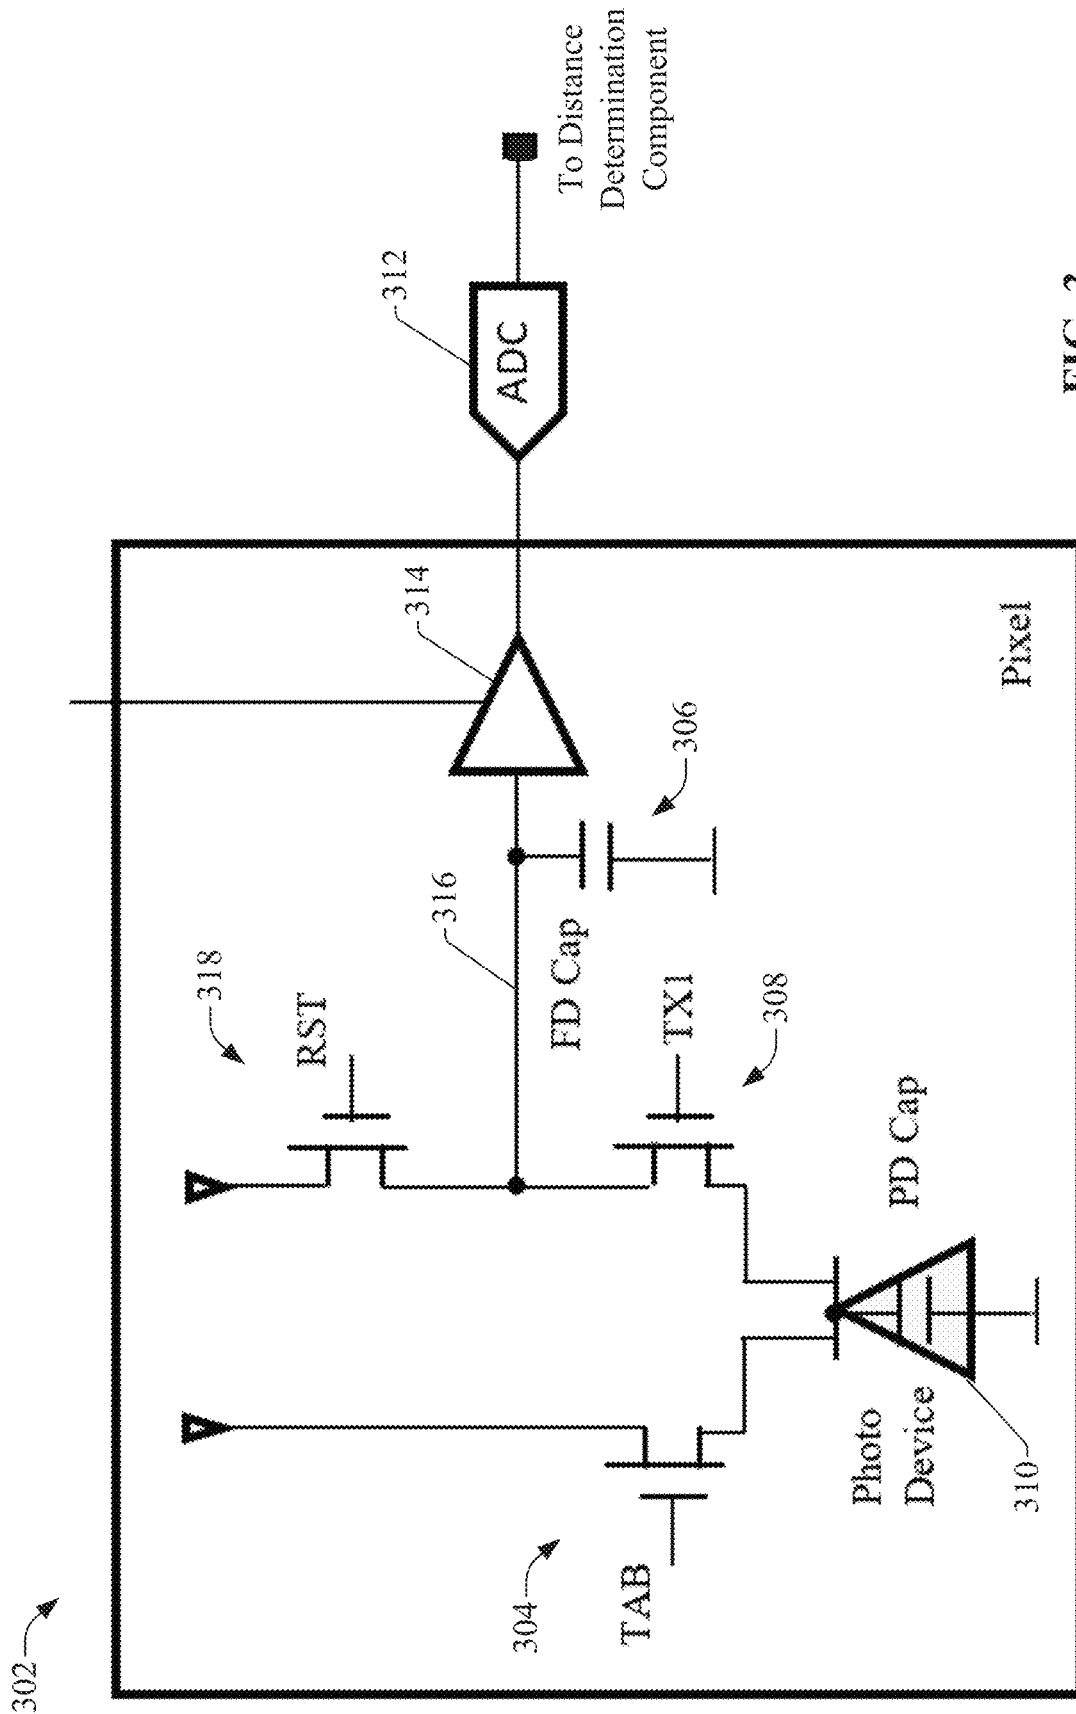 302
318
RST
316
314
312
ADC
To Distance
Determination
Component
304
TAB
FD Cap
306
TX1
308
Photo
Device
PD Cap
310
Pixel